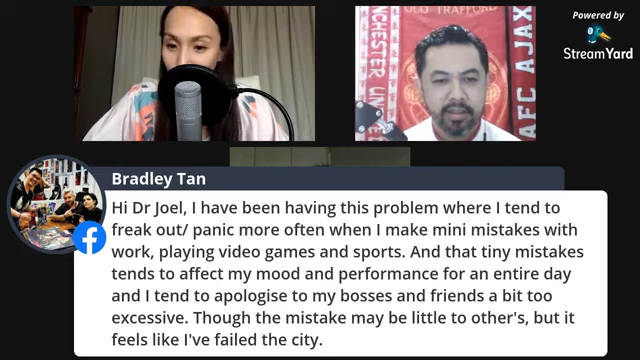 Powered by
StreamYard
OLD TRAFFORD
MANCHESTER UNITED
AFC AJAX
Bradley Tan
Hi Dr Joel, I have been having this problem where I tend to
freak out/ panic more often when I make mini mistakes with
work, playing video games and sports. And that tiny mistakes
tends to affect my mood and performance for an entire day
and I tend to apologise to my bosses and friends a bit too
excessive. Though the mistake may be little to other's, but it
feels like I've failed the city.